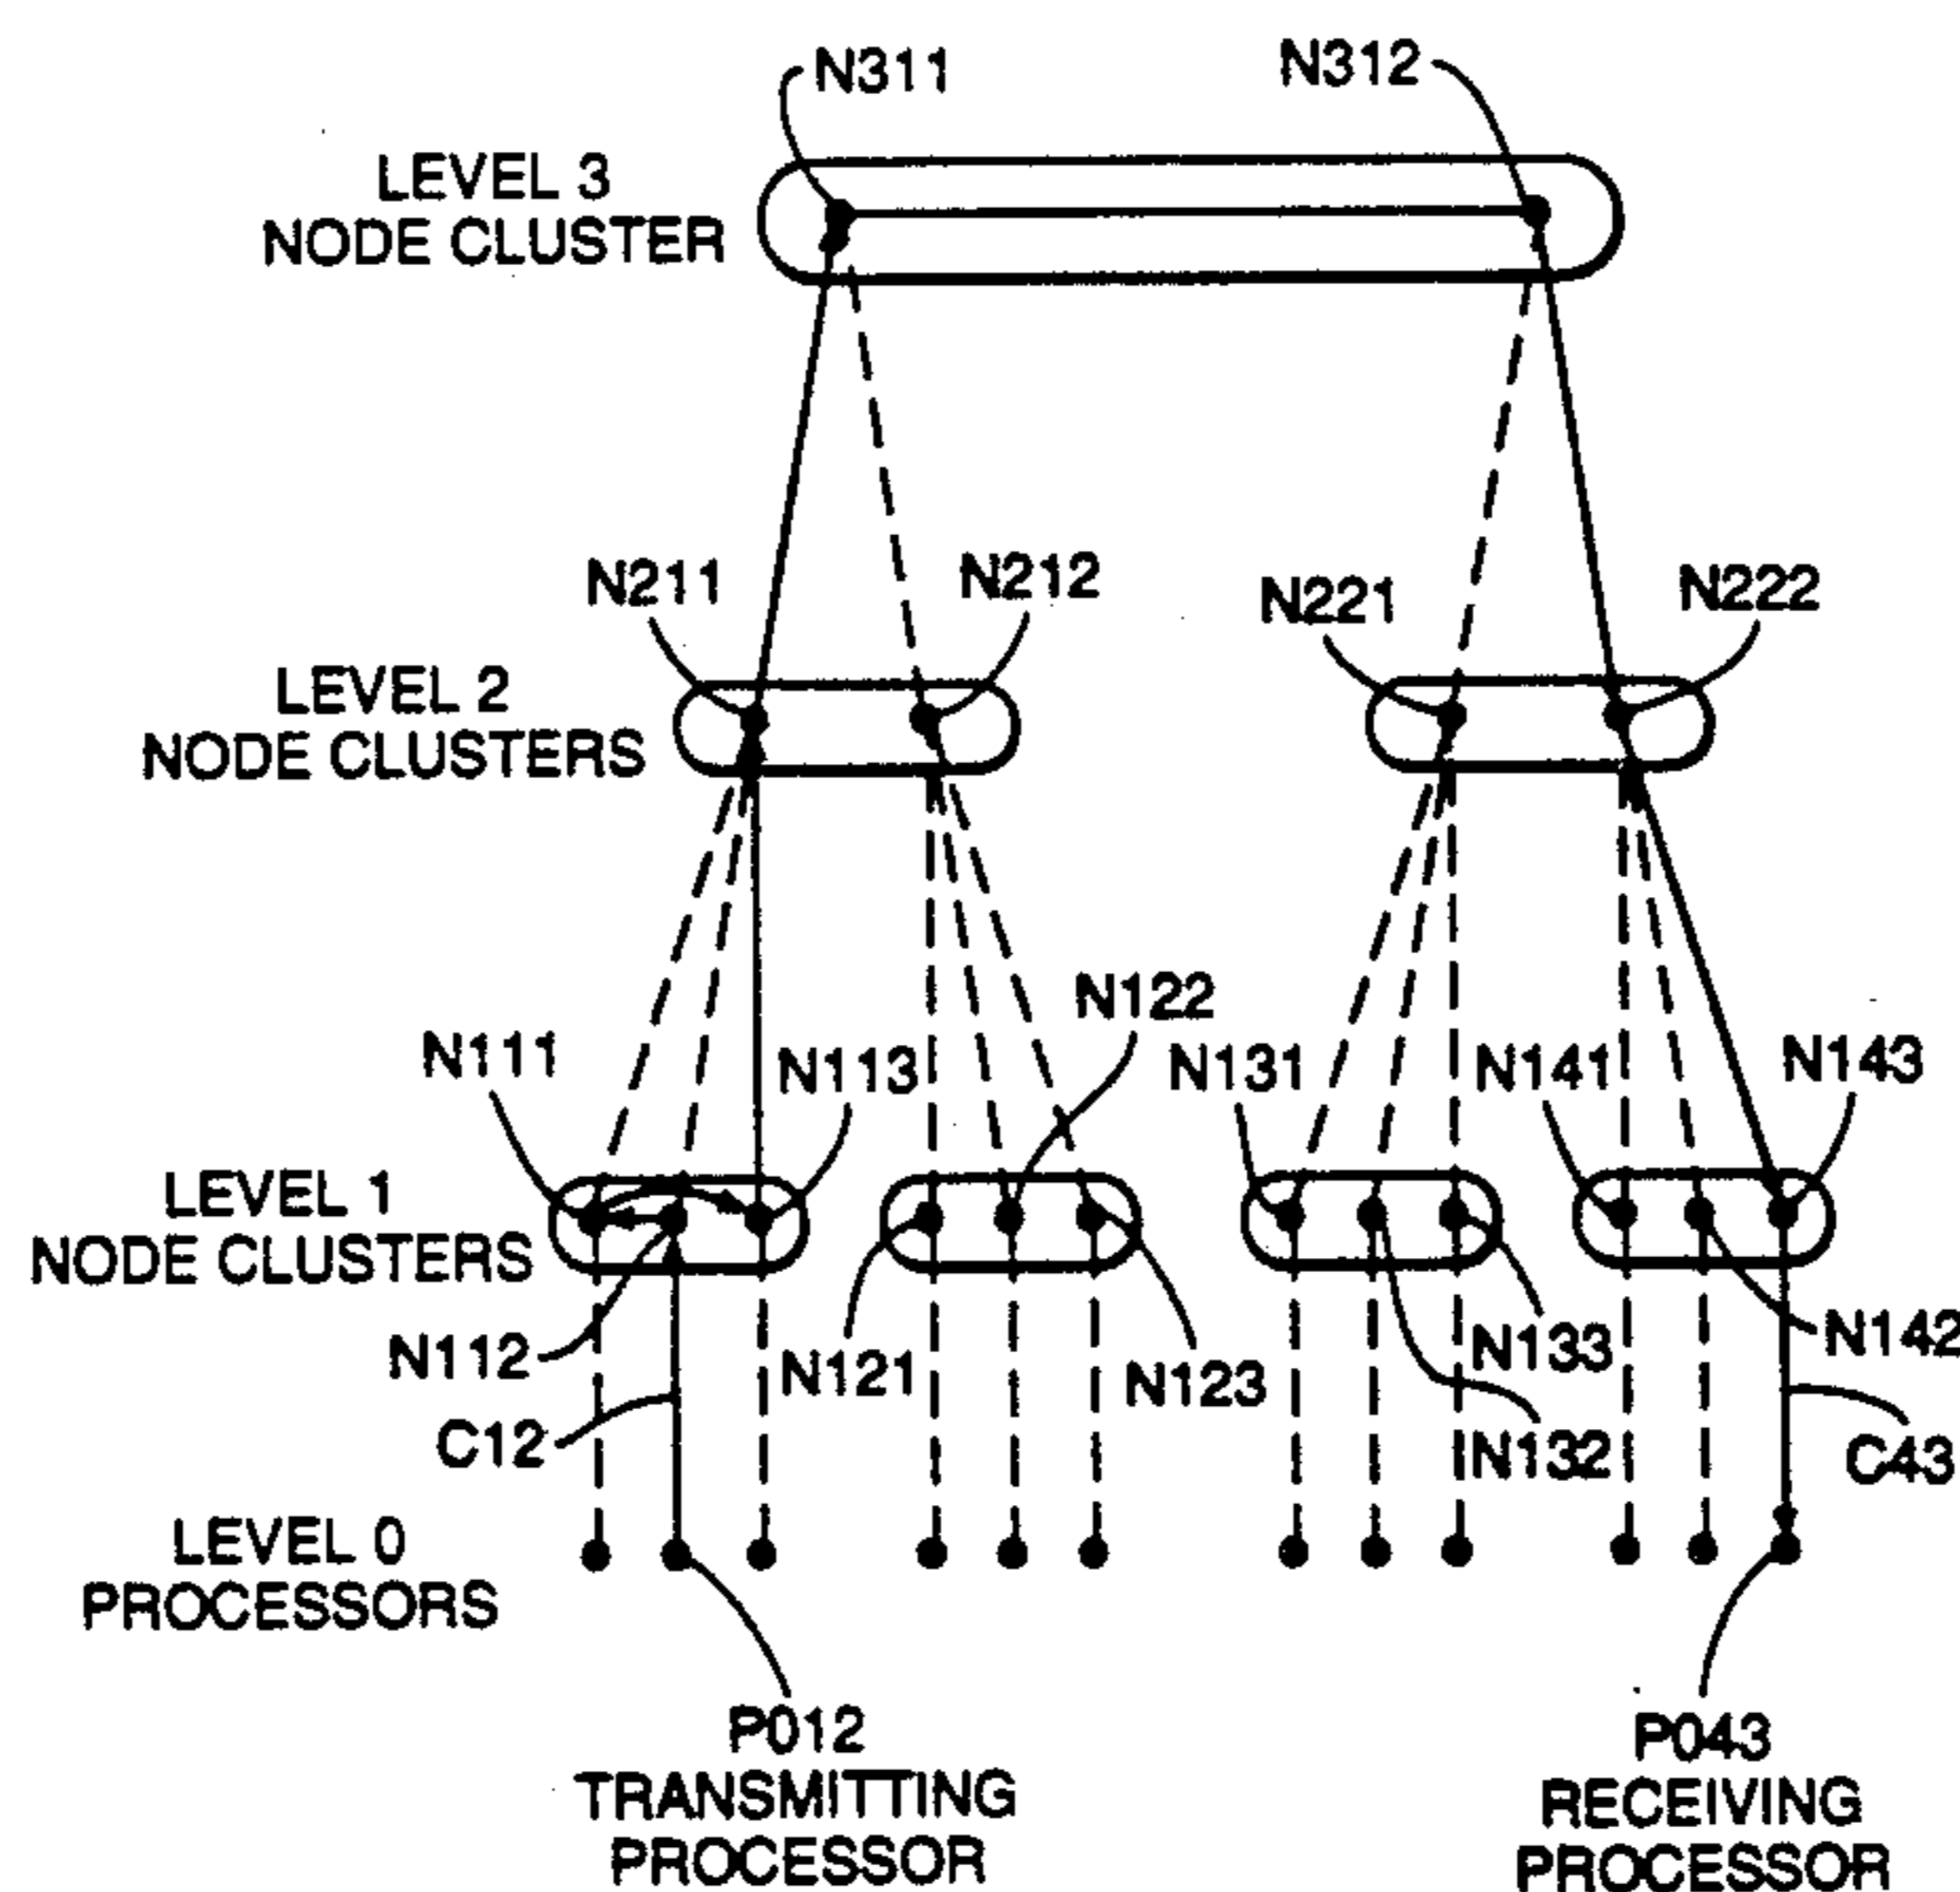 N311
N312
LEVEL 3
NODE CLUSTER
N211
N212
N221
N222
LEVEL 2
NODE CLUSTERS
N122
N111
N113
N131
N141
N143
LEVEL 1
NODE CLUSTERS
N112
N121
N123
N133
N142
C12
N132
C43
LEVEL 0
PROCESSORS
P012
TRANSMITTING
PROCESSOR
P043
RECEIVING
PROCESSOR